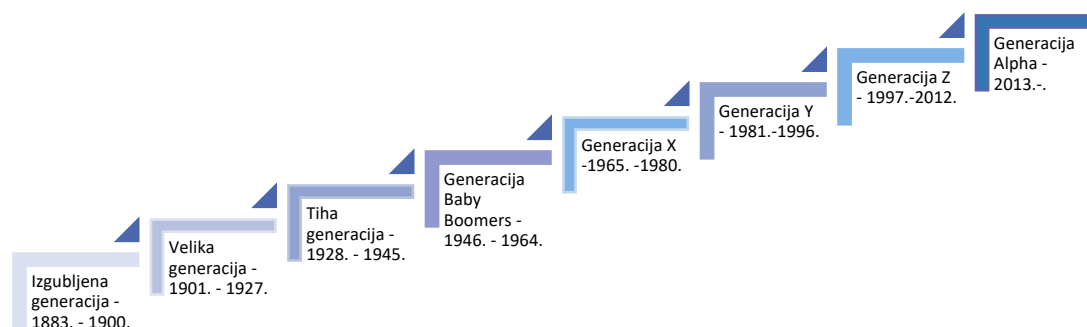 Izgubljena
generacija -
1883. - 1900.
Velika
generacija -
1901. - 1927.
Tiha
generacija -
1928. - 1945.
Generacija
Baby
Boomers -
1946. - 1964.
Generacija X
-1965. -1980.
Generacija Y
- 1981.-1996.
Generacija Z
- 1997.-2012.
Generacija
Alpha -
2013.-.